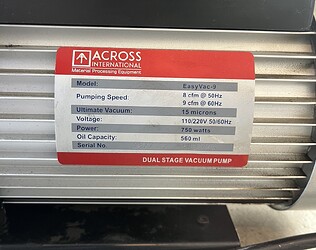 ACROSS
INTERNATIONAL
Material Processing Equipment
Model: EasyVac-9
Pumping Speed: 8 cfm @ 50Hz
9 cfm @ 60Hz
Ultimate Vacuum: 15 microns
Voltage: 110/220V 50/60Hz
Power: 750 watts
Oil Capacity: 560 ml
Serial No
DUAL STAGE VACUUM PUMP